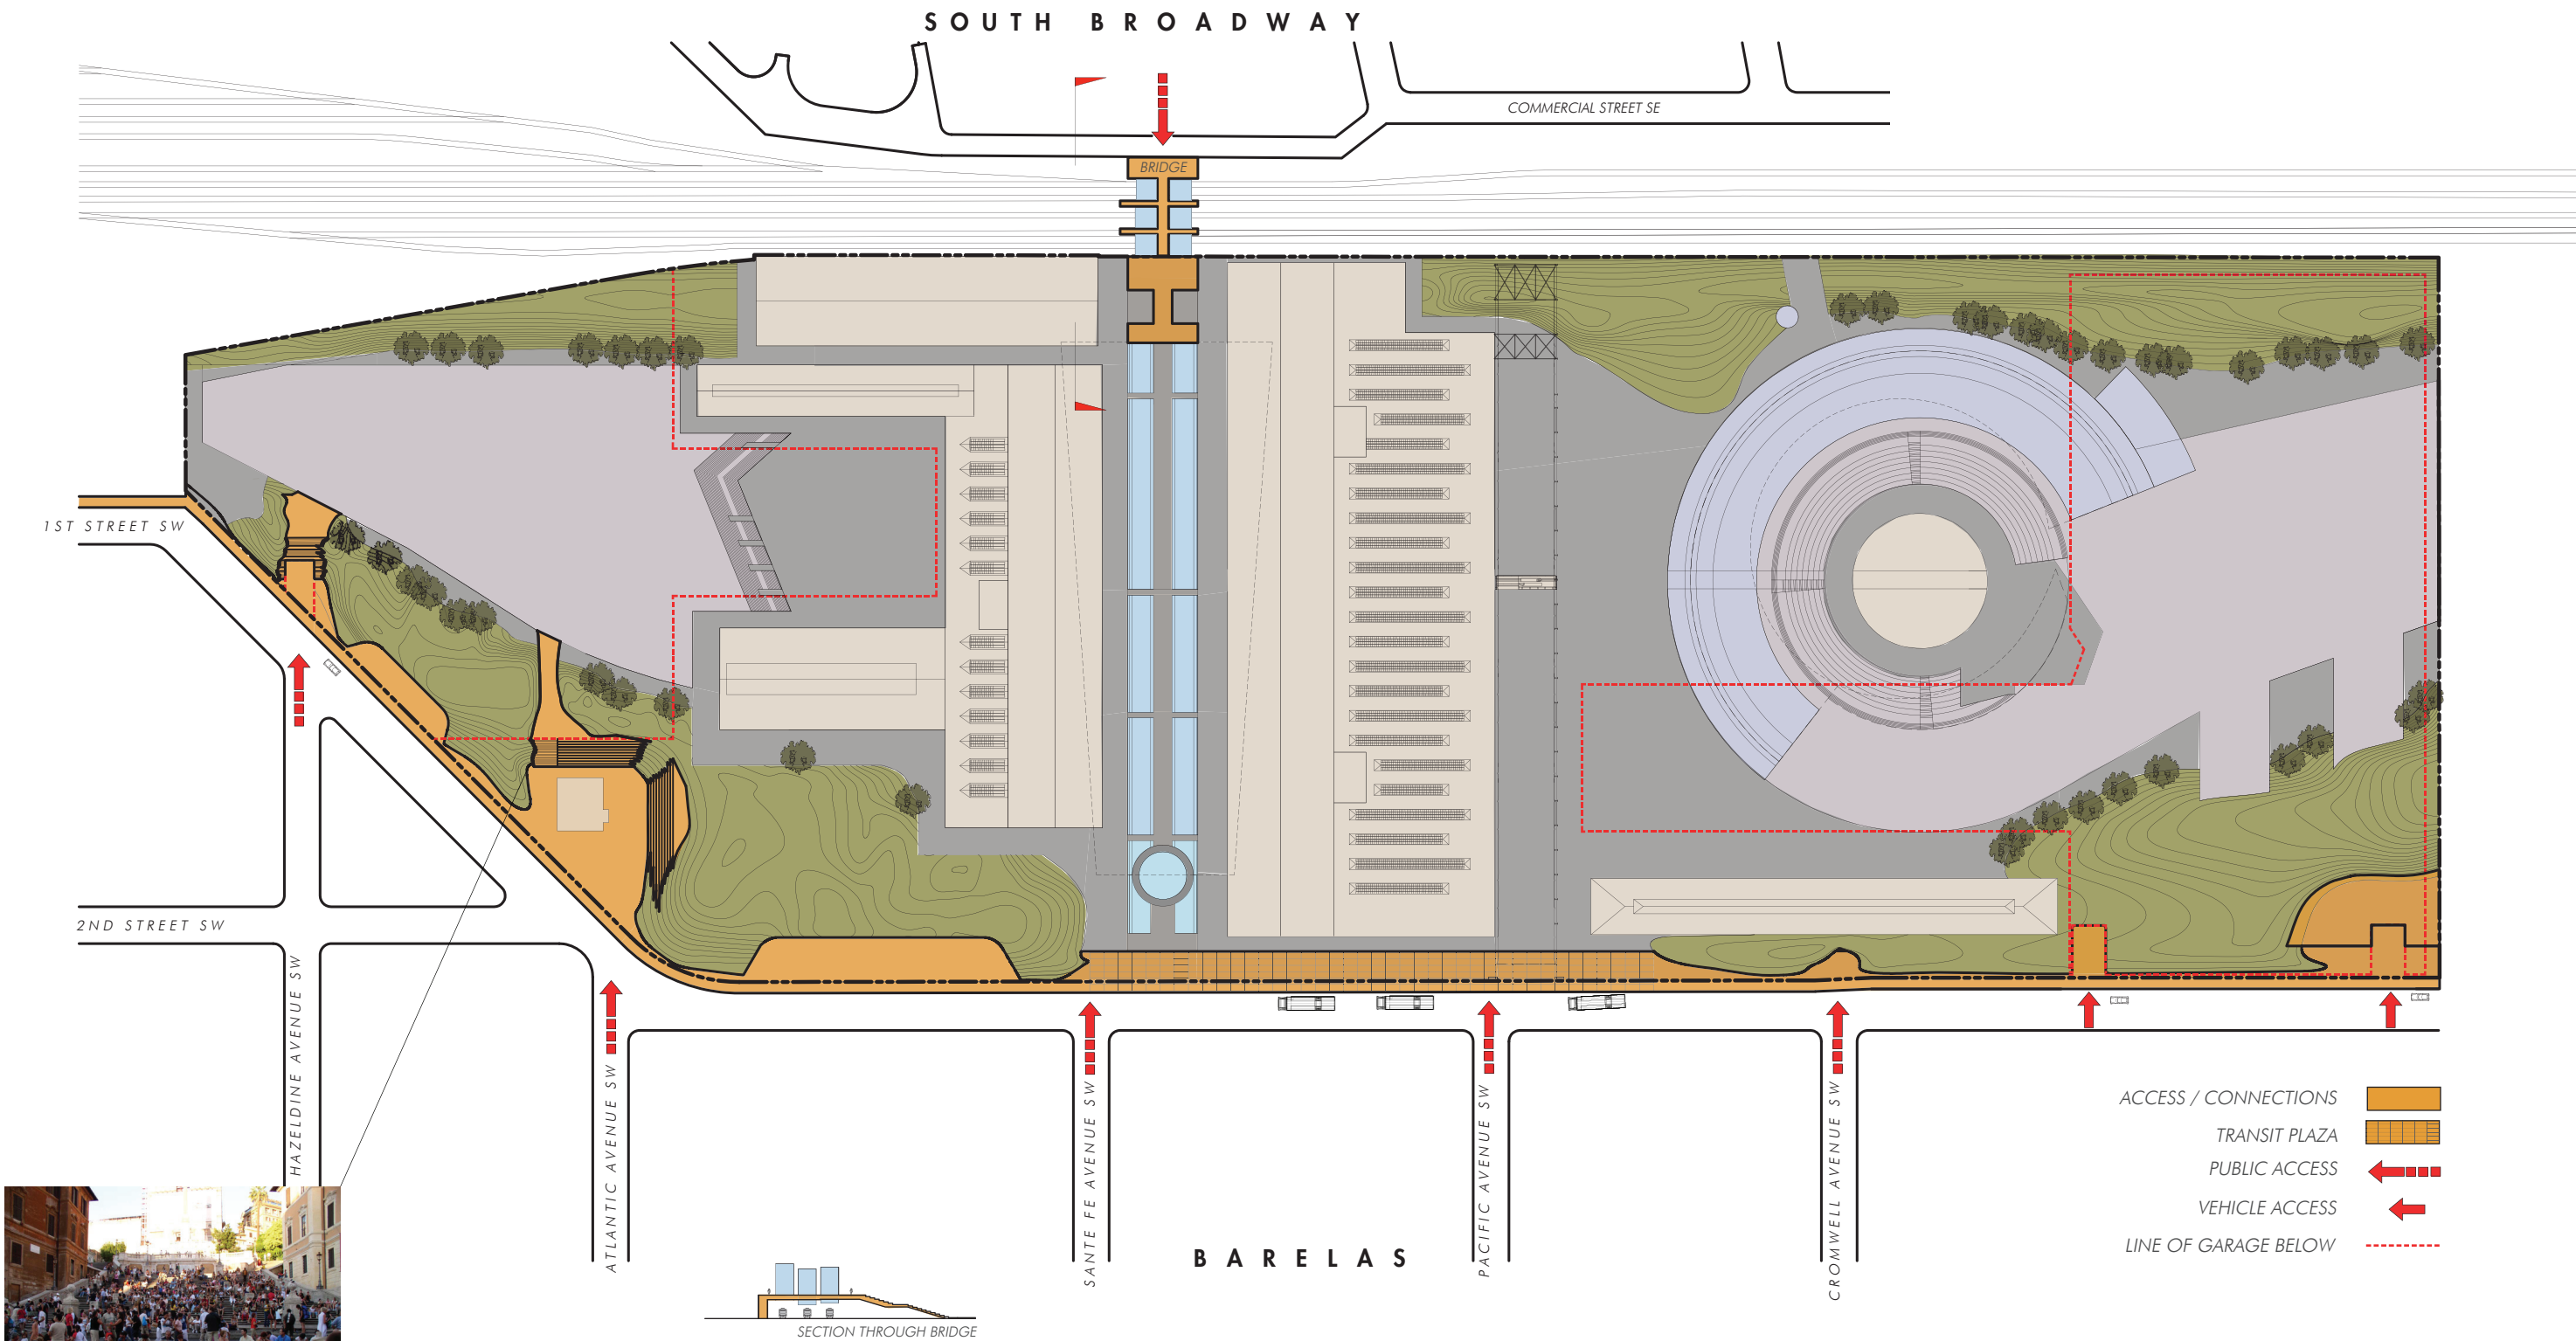 SOUTH BROADWAY
COMMERCIAL STREET SE
BRIDGE
1ST STREET SW
2ND STREET SW
HAZELDINE AVENUE SW
ATLANTIC AVENUE SW
SANTE FE AVENUE SW
PACIFIC AVENUE SW
CROMWELL AVENUE SW
BARELAS
ACCESS / CONNECTIONS
TRANSIT PLAZA
PUBLIC ACCESS
VEHICLE ACCESS
LINE OF GARAGE BELOW
SECTION THROUGH BRIDGE